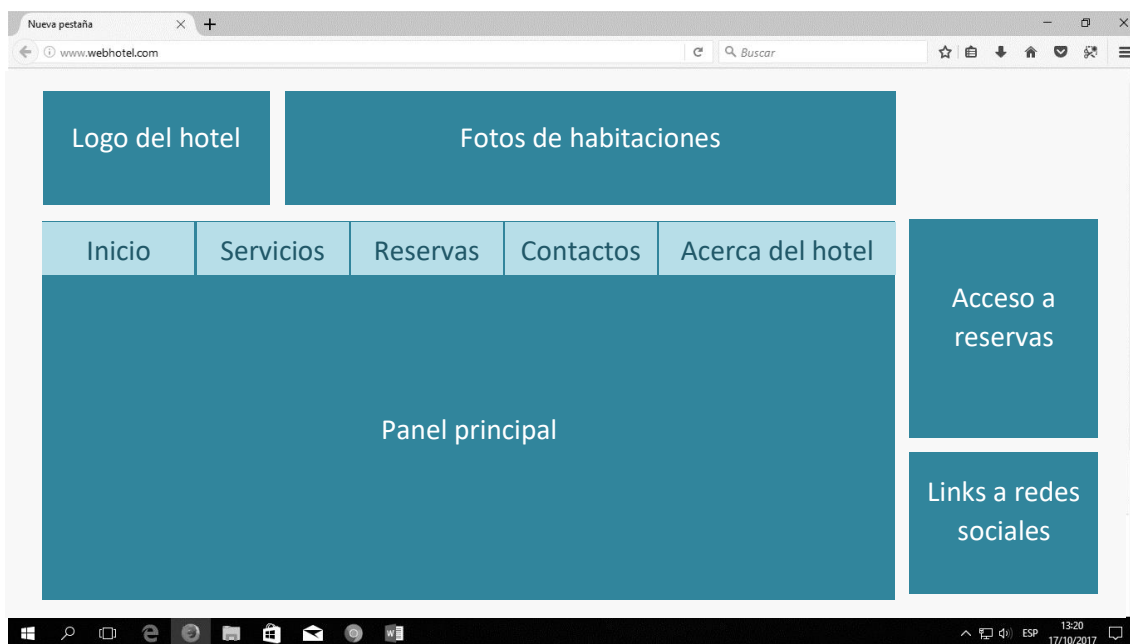 Nueva pestaña
www.webhotel.com
Buscar
Logo del hotel
Fotos de habitaciones
Inicio
Servicios
Reservas
Contactos
Acerca del hotel
Acceso a
reservas
Panel principal
Links a redes
sociales
ESP
13:20
17/10/2017